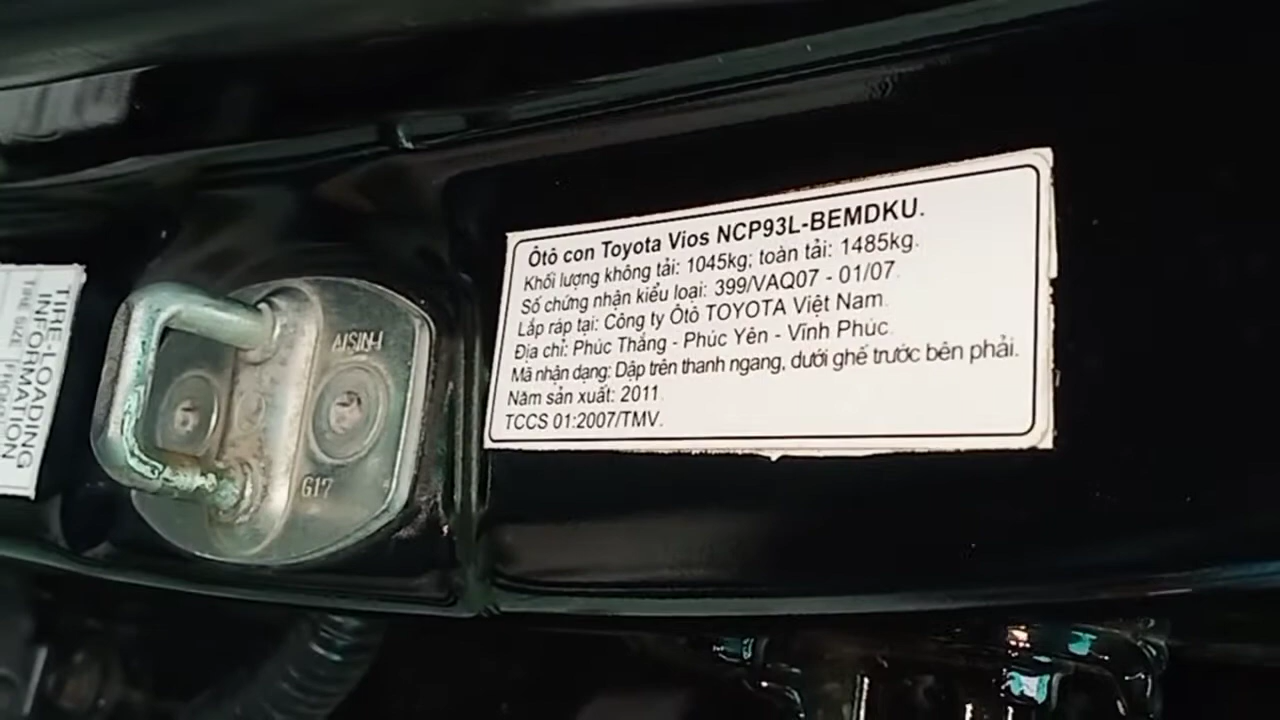 Ôtô con Toyota Vios NCP93L-BEMDKU.
Khối lượng không tải: 1045kg; toàn tải: 1485kg.
Số chứng nhận kiểu loại: 399/VAQ07 - 01/07.
Lắp ráp tại: Công ty Ôtô TOYOTA Việt Nam.
Địa chỉ: Phúc Thắng - Phúc Yên - Vĩnh Phúc.
Mã nhận dạng: Dập trên thanh ngang, dưới ghế trước bên phải.
Năm sản xuất: 2011.
TCCS 01:2007/TMV.
AISIN-I
G17
TIRE-LOADING
INFORMATION
TIRE SIZE